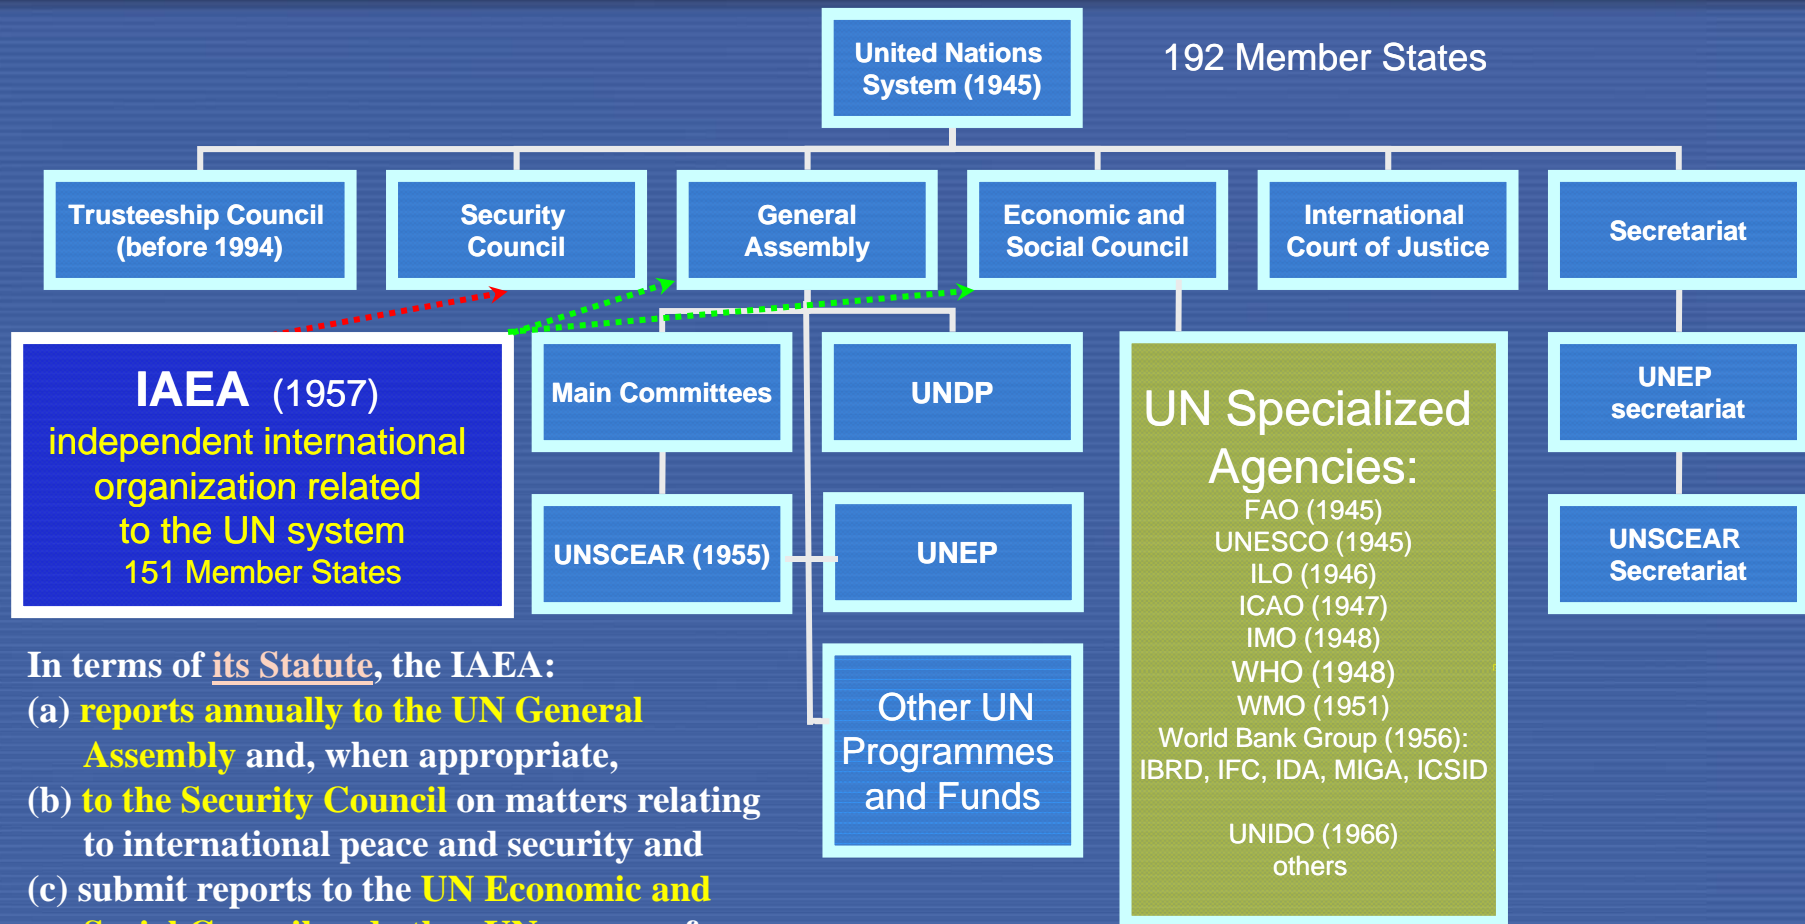 United Nations
System (1945)
192 Member States
Trusteeship Council
(before 1994)
Security
Council
General
Assembly
Economic and
Social Council
International
Court of Justice
Secretariat
IAEA (1957)
independent international
organization related
to the UN system
151 Member States
Main Committees
UNDP
UN Specialized
Agencies:
FAO (1945)
UNESCO (1945)
ILO (1946)
ICAO (1947)
IMO (1948)
WHO (1948)
WMO (1951)
World Bank Group (1956):
IBRD, IFC, IDA, MIGA, ICSID
UNIDO (1966)
others
UNEP
secretariat
UNSCEAR (1955)
UNEP
UNSCEAR
Secretariat
Other UN
Programmes
and Funds
In terms of its Statute, the IAEA:
(a) reports annually to the UN General
Assembly and, when appropriate,
(b) to the Security Council on matters relating
to international peace and security and
(c) submit reports to the UN Economic and
Social Council